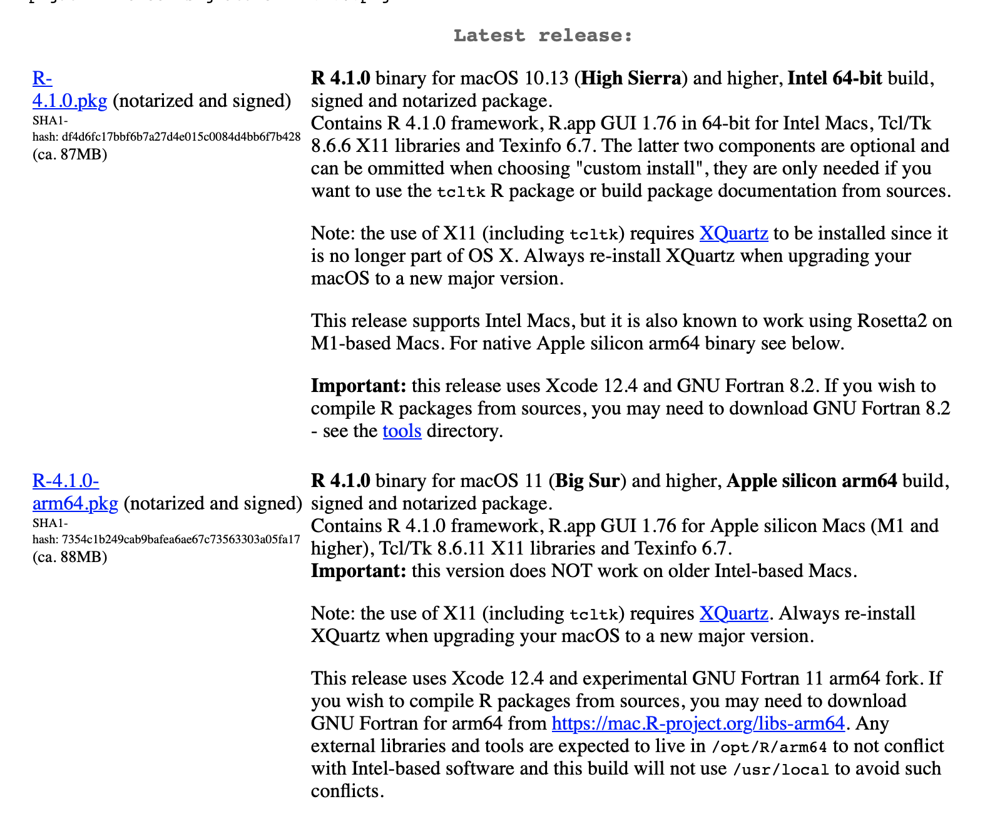 Latest release:
R-
4.1.0.pkg (notarized and signed)
SHA1-
hash: df4d6fc17bbf6b7a27d4e015c0084d4bb6f7b428
(ca. 87MB)
R 4.1.0 binary for macOS 10.13 (High Sierra) and higher, Intel 64-bit build,
signed and notarized package.
Contains R 4.1.0 framework, R.app GUI 1.76 in 64-bit for Intel Macs, Tcl/Tk
8.6.6 X11 libraries and Texinfo 6.7. The latter two components are optional and
can be ommitted when choosing "custom install", they are only needed if you
want to use the tcltk R package or build package documentation from sources.
Note: the use of X11 (including tcltk) requires XQuartz to be installed since it
is no longer part of OS X. Always re-install XQuartz when upgrading your
macOS to a new major version.
This release supports Intel Macs, but it is also known to work using Rosetta2 on
M1-based Macs. For native Apple silicon arm64 binary see below.
Important: this release uses Xcode 12.4 and GNU Fortran 8.2. If you wish to
compile R packages from sources, you may need to download GNU Fortran 8.2
- see the tools directory.
R-4.1.0-
arm64.pkg (notarized and signed)
SHA1-
hash: 7354c1b249cab9bafea6ae67c73563303a05fa17
(ca. 88MB)
R 4.1.0 binary for macOS 11 (Big Sur) and higher, Apple silicon arm64 build,
signed and notarized package.
Contains R 4.1.0 framework, R.app GUI 1.76 for Apple silicon Macs (M1 and
higher), Tcl/Tk 8.6.11 X11 libraries and Texinfo 6.7.
Important: this version does NOT work on older Intel-based Macs.
Note: the use of X11 (including tcltk) requires XQuartz. Always re-install
XQuartz when upgrading your macOS to a new major version.
This release uses Xcode 12.4 and experimental GNU Fortran 11 arm64 fork. If
you wish to compile R packages from sources, you may need to download
GNU Fortran for arm64 from https://mac.R-project.org/libs-arm64. Any
external libraries and tools are expected to live in /opt/R/arm64 to not conflict
with Intel-based software and this build will not use /usr/local to avoid such
conflicts.